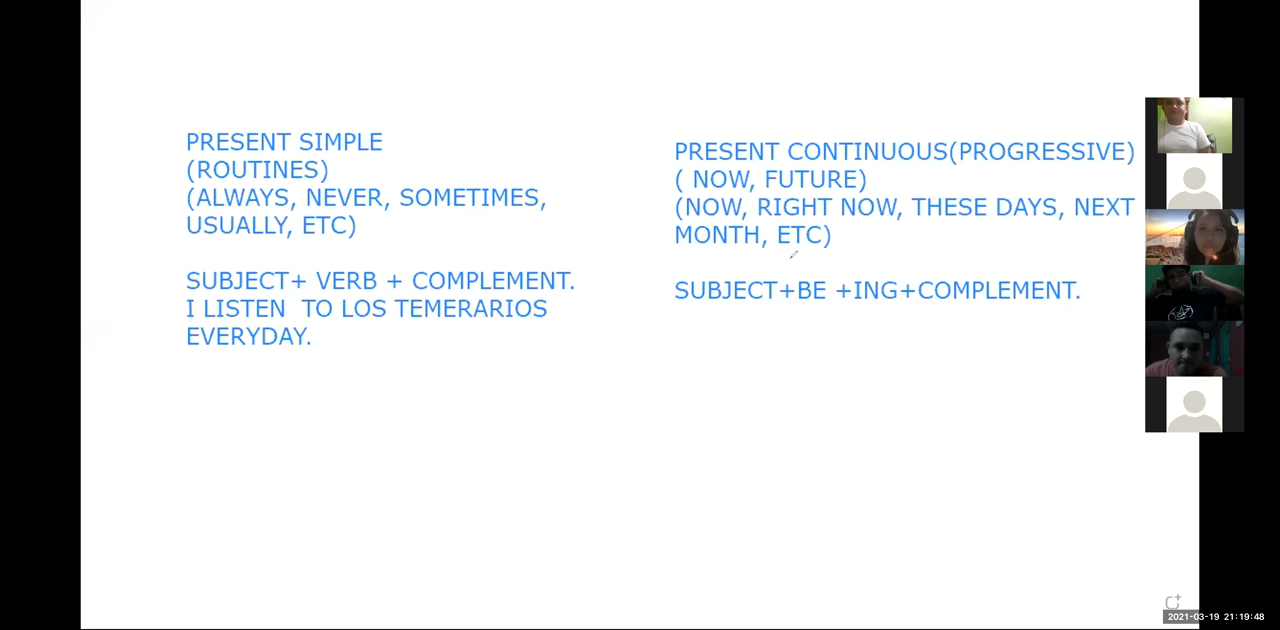 PRESENT SIMPLE
(ROUTINES)
(ALWAYS, NEVER, SOMETIMES,
USUALLY, ETC)
SUBJECT+ VERB + COMPLEMENT.
I LISTEN  TO LOS TEMERARIOS
EVERYDAY.
PRESENT CONTINUOUS(PROGRESSIVE)
( NOW, FUTURE)
(NOW, RIGHT NOW, THESE DAYS, NEXT
MONTH, ETC)
SUBJECT+BE +ING+COMPLEMENT.
2021-03-19 21:19:48